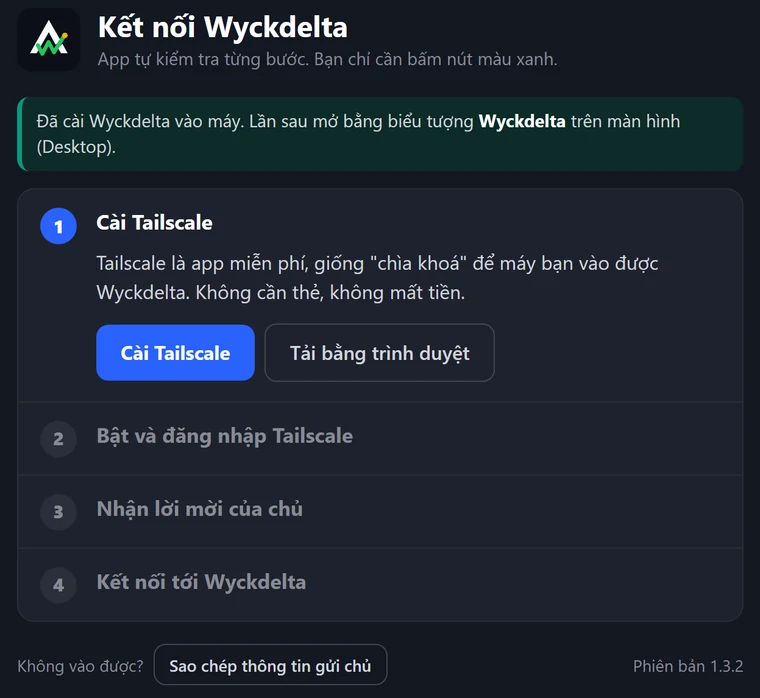 Kết nối Wyckdelta
App tự kiểm tra từng bước. Bạn chỉ cần bấm nút màu xanh.
Đã cài Wyckdelta vào máy. Lần sau mở bằng biểu tượng Wyckdelta trên màn hình
(Desktop).
1 Cài Tailscale
Tailscale là app miễn phí, giống "chìa khoá" để máy bạn vào được
Wyckdelta. Không cần thẻ, không mất tiền.
Cài Tailscale Tải bằng trình duyệt
2 Bật và đăng nhập Tailscale
3 Nhận lời mời của chủ
4 Kết nối tới Wyckdelta
Không vào được? Sao chép thông tin gửi chủ Phiên bản 1.3.2